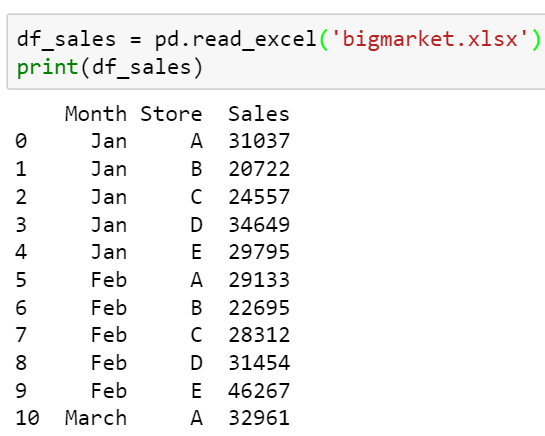 df_sales = pd.read_excel('bigmarket.xlsx')
print(df_sales)
Month Store Sales
0 Jan A 31037
1 Jan B 20722
2 Jan C 24557
3 Jan D 34649
4 Jan E 29795
5 Feb A 29133
6 Feb B 22695
7 Feb C 28312
8 Feb D 31454
9 Feb E 46267
10 March A 32961